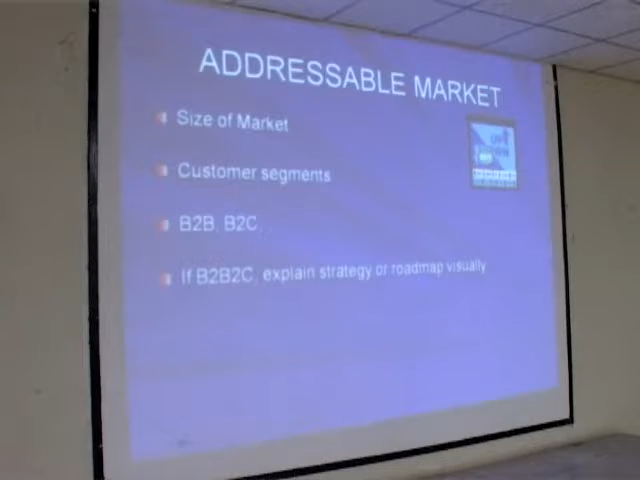 ADDRESSABLE MARKET
Size of Market
Customer segments
B2B, B2C,
If B2B2C, explain strategy or roadmap visually